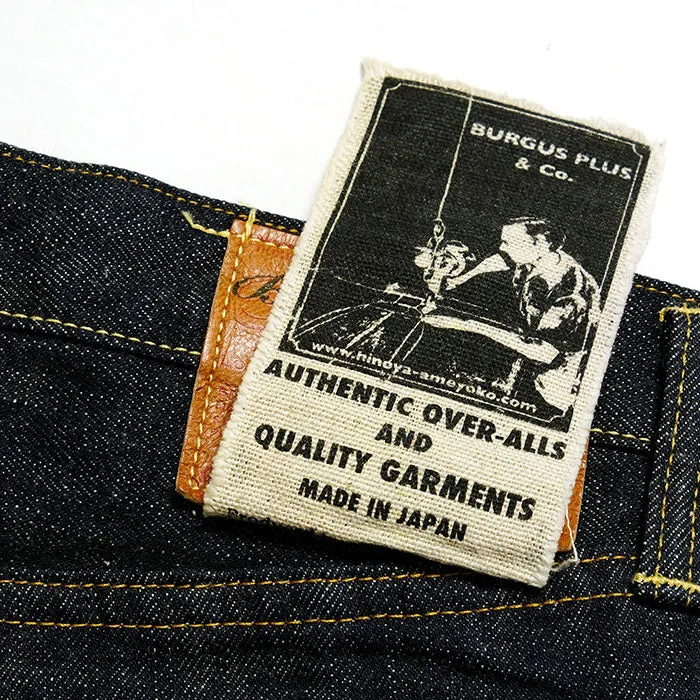 BURGUS PLUS
& Co.
www.hinoya-ameyoko.com
AUTHENTIC OVER-ALLS
AND
QUALITY GARMENTS
MADE IN JAPAN